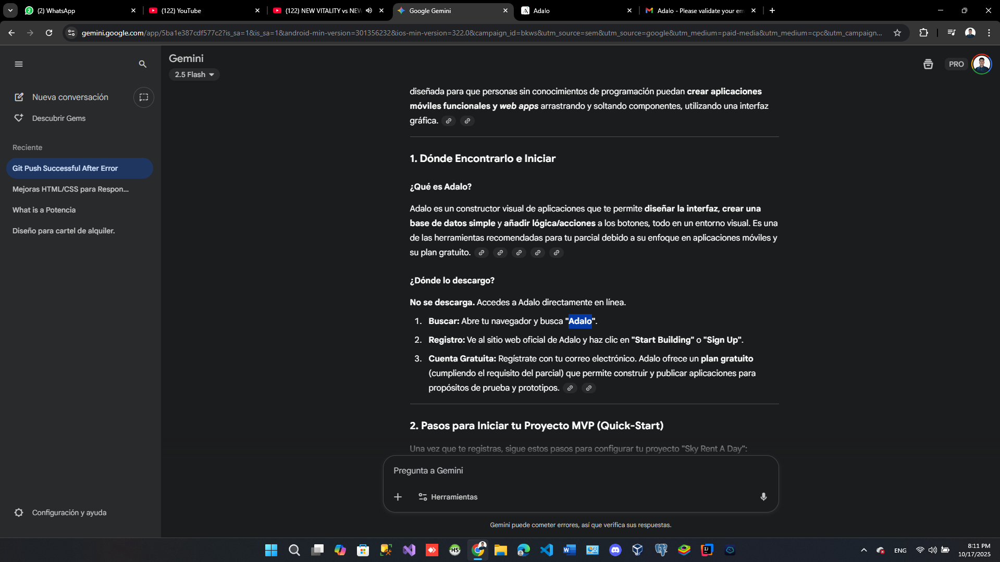 (2) WhatsApp
(122) YouTube
(122) NEW VITALITY vs NEW
Google Gemini
Adalo
Adalo - Please validate your em
gemini.google.com/app/5ba1e387cdf577c2?is_sa=1&is_sa=1&android-min-version=301356232&ios-min-version=322.0&campaign_id=bkws&utm_source=sem&utm_source=google&utm_medium=paid-media&utm_medium=cpc&utm_campaign...
Gemini
2.5 Flash
PRO
Nueva conversación
Descubrir Gems
Reciente
Git Push Successful After Error
Mejoras HTML/CSS para Respon...
What is a Potencia
Diseño para cartel de alquiler.
Configuración y ayuda
diseñada para que personas sin conocimientos de programación puedan crear aplicaciones
móviles funcionales y web apps arrastrando y soltando componentes, utilizando una interfaz
gráfica.
1. Dónde Encontrarlo e Iniciar
¿Qué es Adalo?
Adalo es un constructor visual de aplicaciones que te permite diseñar la interfaz, crear una
base de datos simple y añadir lógica/acciones a los botones, todo en un entorno visual. Es una
de las herramientas recomendadas para tu parcial debido a su enfoque en aplicaciones móviles y
su plan gratuito.
¿Dónde lo descargo?
No se descarga. Accedes a Adalo directamente en línea.
1. Buscar: Abre tu navegador y busca "Adalo".
2. Registro: Ve al sitio web oficial de Adalo y haz clic en "Start Building" o "Sign Up".
3. Cuenta Gratuita: Regístrate con tu correo electrónico. Adalo ofrece un plan gratuito
(cumpliendo el requisito del parcial) que permite construir y publicar aplicaciones para
propósitos de prueba y prototipos.
2. Pasos para Iniciar tu Proyecto MVP (Quick-Start)
Una vez que te registras, sigue estos pasos para configurar tu proyecto "Sky Rent A Day":
Pregunta a Gemini
Herramientas
Gemini puede cometer errores, así que verifica sus respuestas.
HS
ENG
8:11 PM
10/17/2025